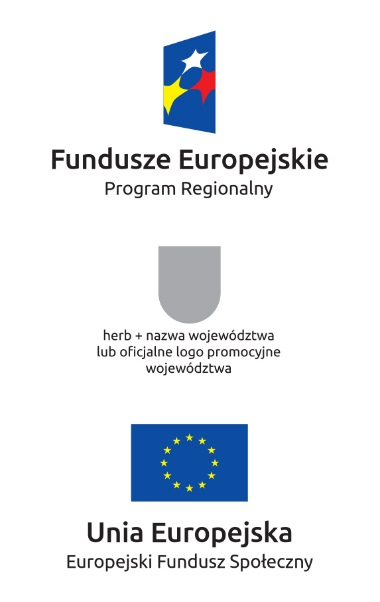 Fundusze Europejskie
Program Regionalny
herb + nazwa województwa
lub oficjalne logo promocyjne
województwa
Unia Europejska
Europejski Fundusz Społeczny